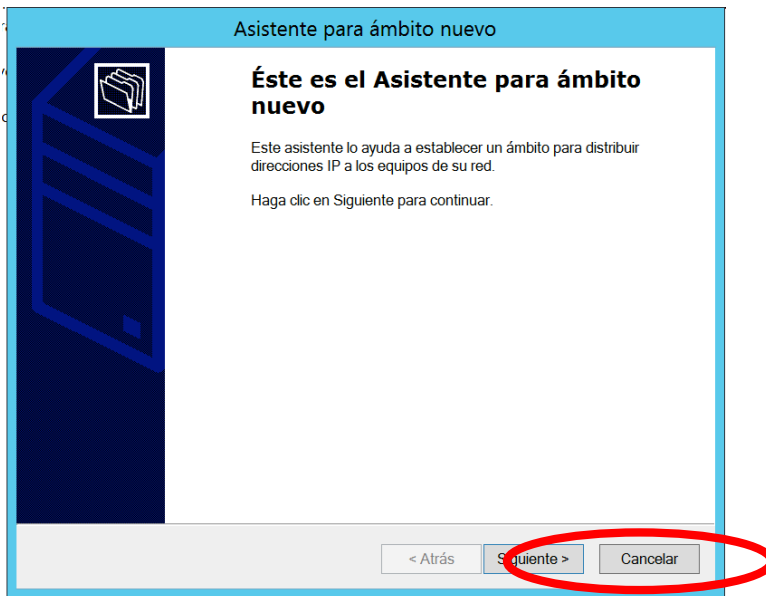 Asistente para ámbito nuevo
Éste es el Asistente para ámbito
nuevo
Este asistente lo ayuda a establecer un ámbito para distribuir
direcciones IP a los equipos de su red.
Haga clic en Siguiente para continuar.
< Atrás
Siguiente >
Cancelar